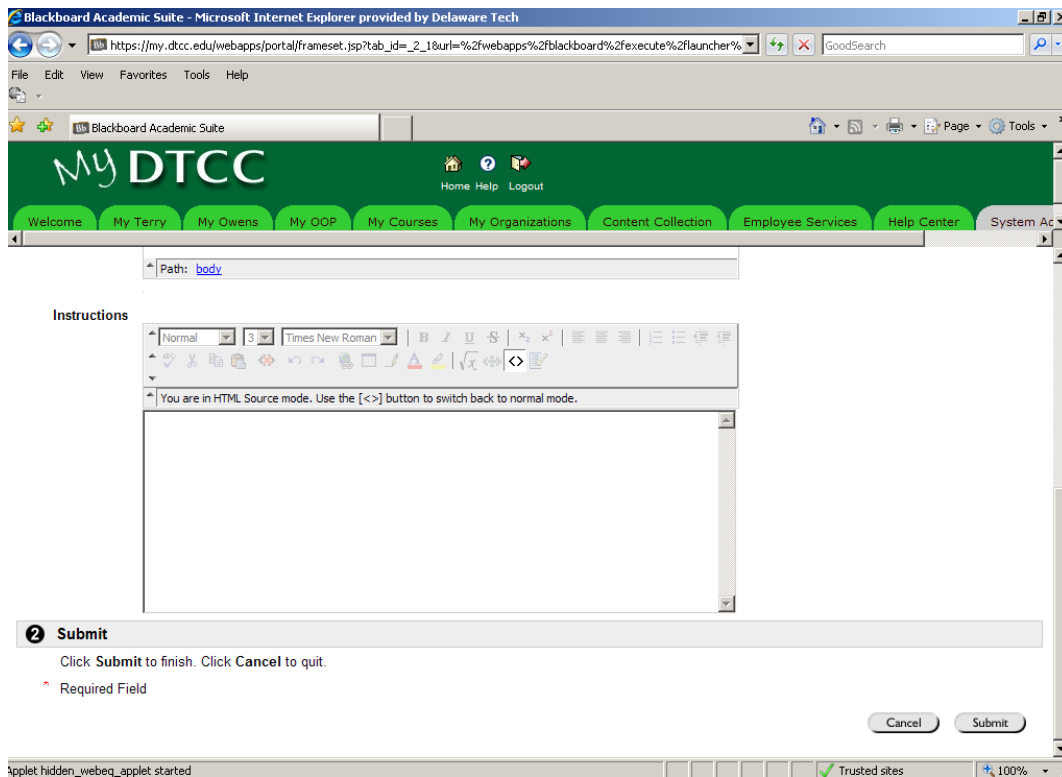 Blackboard Academic Suite - Microsoft Internet Explorer provided by Delaware Tech
https://my.dtcc.edu/webapps/portal/frameset.jsp?tab_id=_2_1&url=%2fwebapps%2fblackboard%2fexecute%2flauncher%
GoodSearch
File Edit View Favorites Tools Help
Blackboard Academic Suite
Page Tools
My DTCC
Home Help Logout
Welcome My Terry My Owens My OOP My Courses My Organizations Content Collection Employee Services Help Center System Ad
Path: body
Instructions
Normal 3 Times New Roman B I U S x₂ x²
You are in HTML Source mode. Use the [<>] button to switch back to normal mode.
2 Submit
Click Submit to finish. Click Cancel to quit.
* Required Field
Cancel Submit
Applet hidden_webeq_applet started
Trusted sites 100%